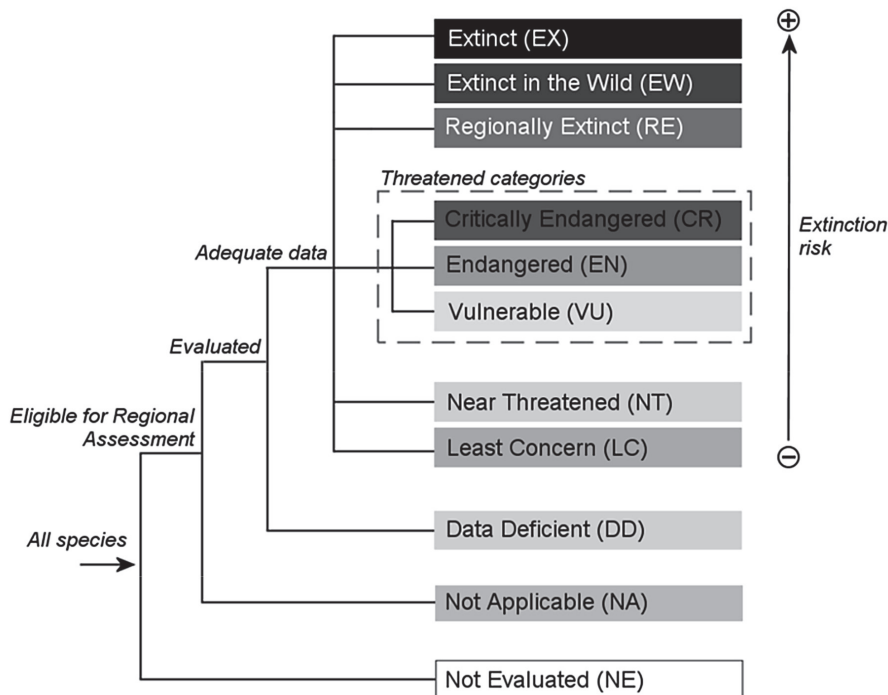 Extinct (EX)
Extinct in the Wild (EW)
Regionally Extinct (RE)
Threatened categories
Critically Endangered (CR)
Endangered (EN)
Vulnerable (VU)
Near Threatened (NT)
Least Concern (LC)
Data Deficient (DD)
Not Applicable (NA)
Not Evaluated (NE)
Adequate data
Evaluated
Eligible for Regional
Assessment
All species
+
Extinction
risk
−